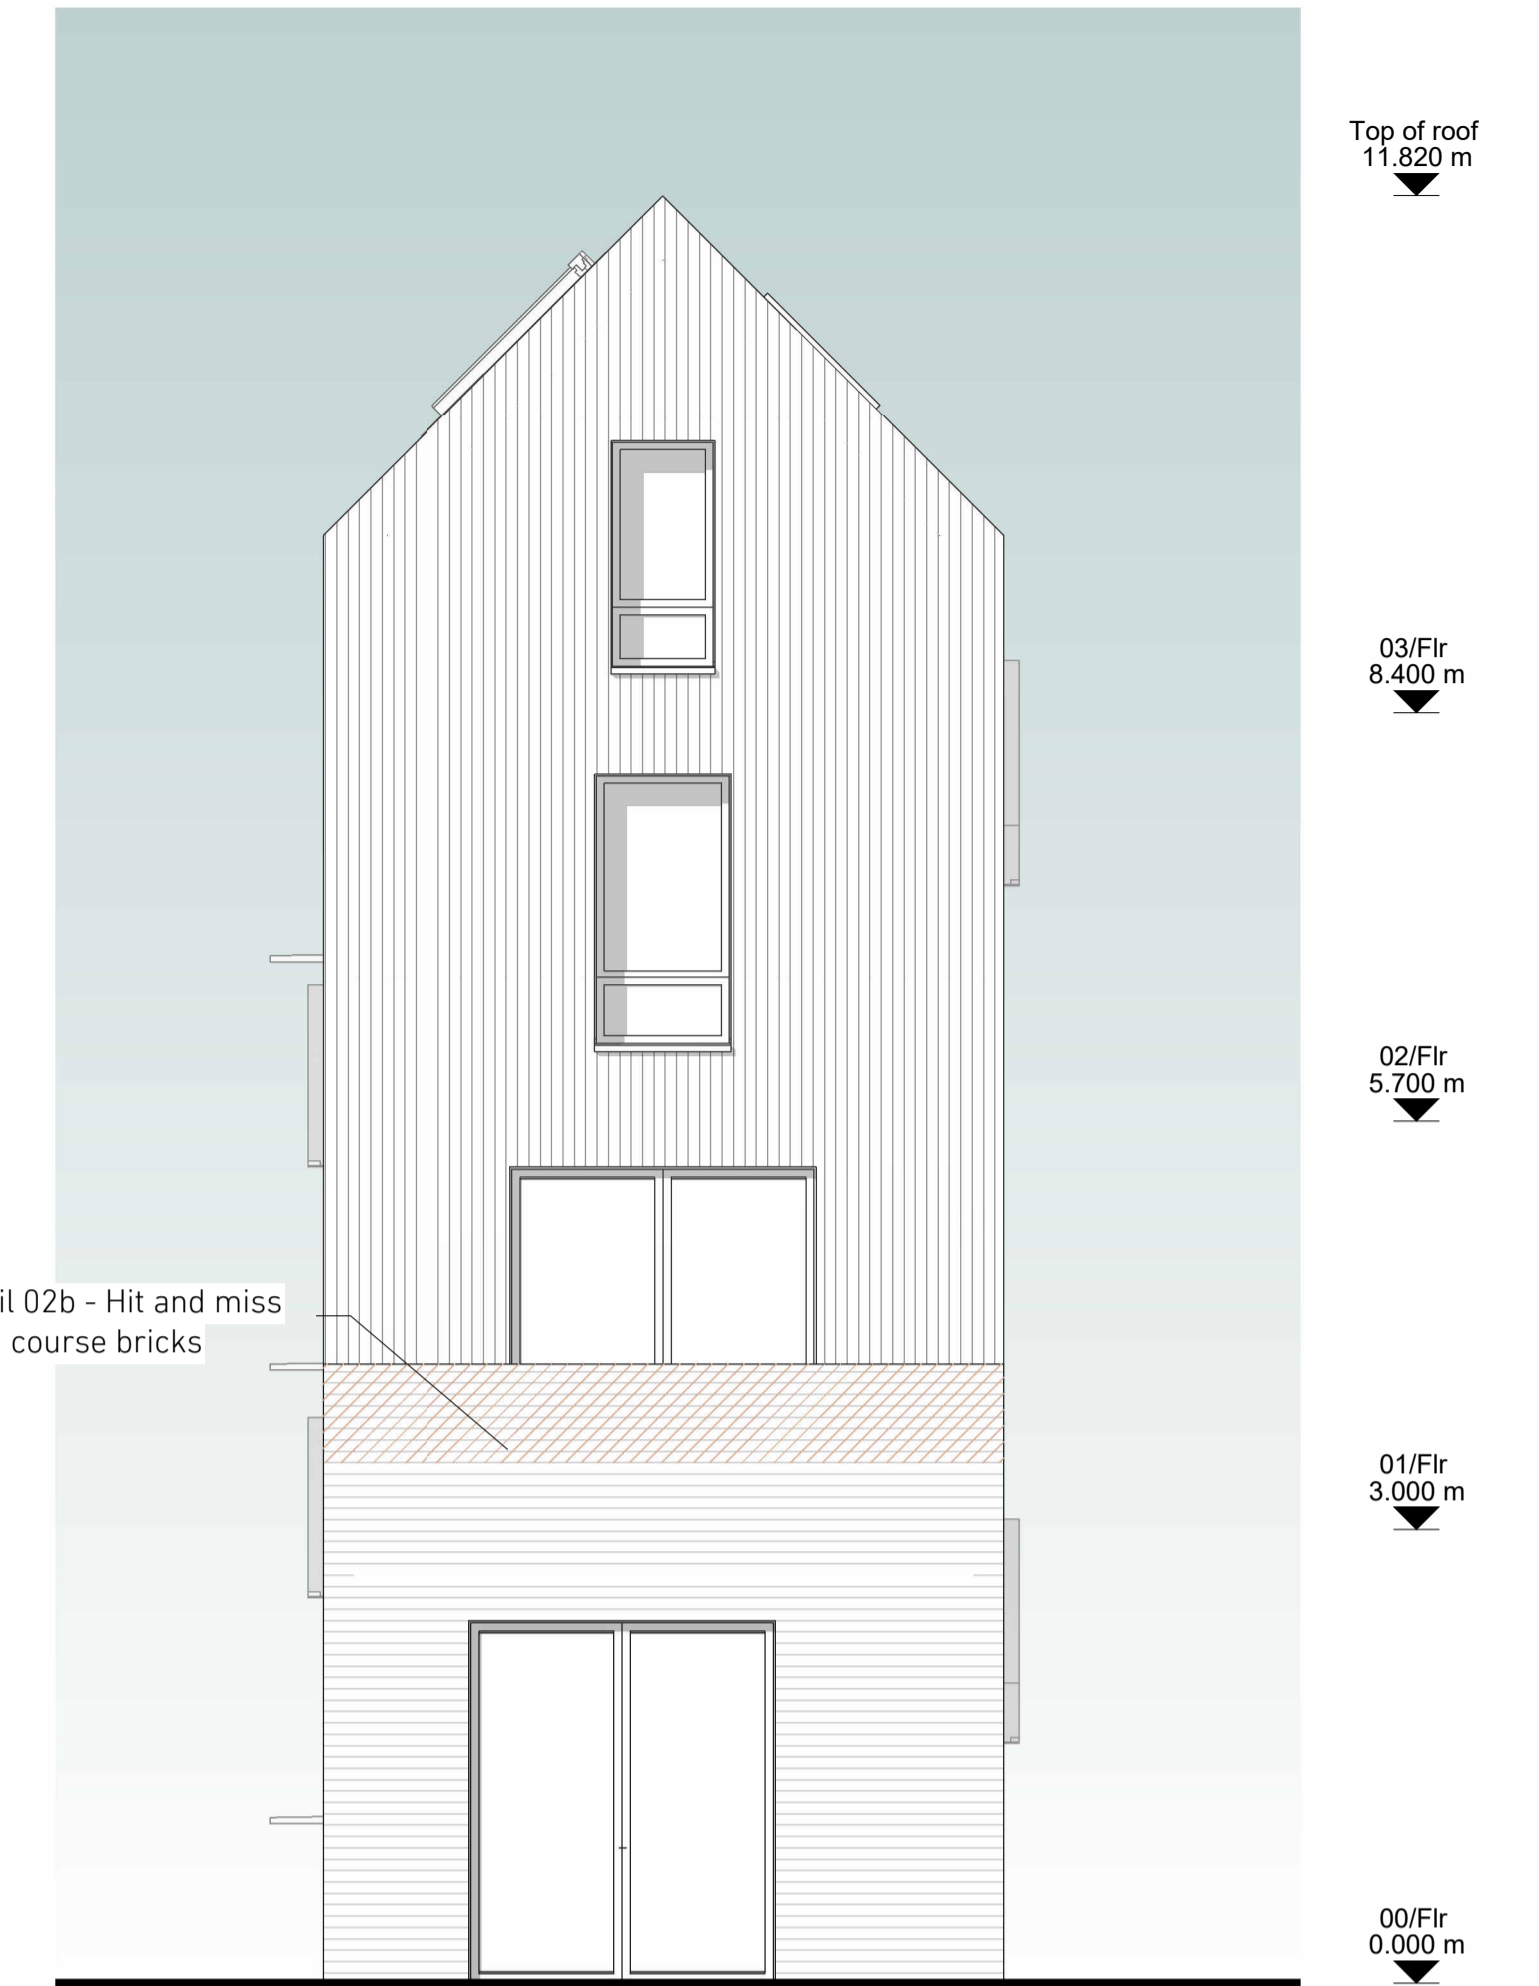 Top of roof
11.820 m
03/Flr
8.400 m
02/Flr
5.700 m
il 02b - Hit and miss
course bricks
01/Flr
3.000 m
00/Flr
0.000 m